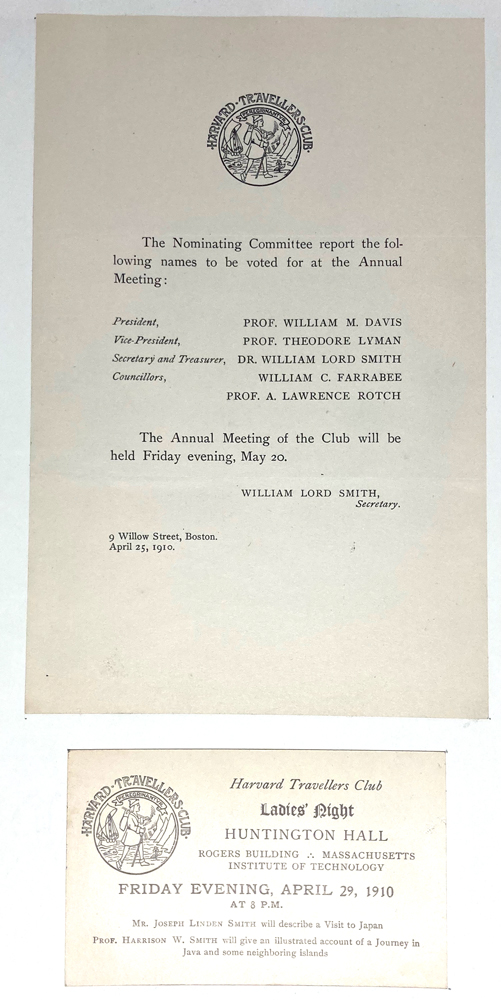 HARVARD·TRAVELLERS·CLUB·
The Nominating Committee report the fol-
lowing names to be voted for at the Annual
Meeting:
President, PROF. WILLIAM M. DAVIS
Vice-President, PROF. THEODORE LYMAN
Secretary and Treasurer, DR. WILLIAM LORD SMITH
Councillors, WILLIAM C. FARRABEE
PROF. A. LAWRENCE ROTCH
The Annual Meeting of the Club will be
held Friday evening, May 20.
WILLIAM LORD SMITH,
Secretary.
9 Willow Street, Boston.
April 25, 1910.
HARVARD·TRAVELLERS·CLUB·
Harvard Travellers Club
Ladies' Night
HUNTINGTON HALL
ROGERS BUILDING ∴ MASSACHUSETTS
INSTITUTE OF TECHNOLOGY
FRIDAY EVENING, APRIL 29, 1910
AT 8 P.M.
MR. JOSEPH LINDEN SMITH will describe a Visit to Japan
PROF. HARRISON W. SMITH will give an illustrated account of a Journey in
Java and some neighboring islands